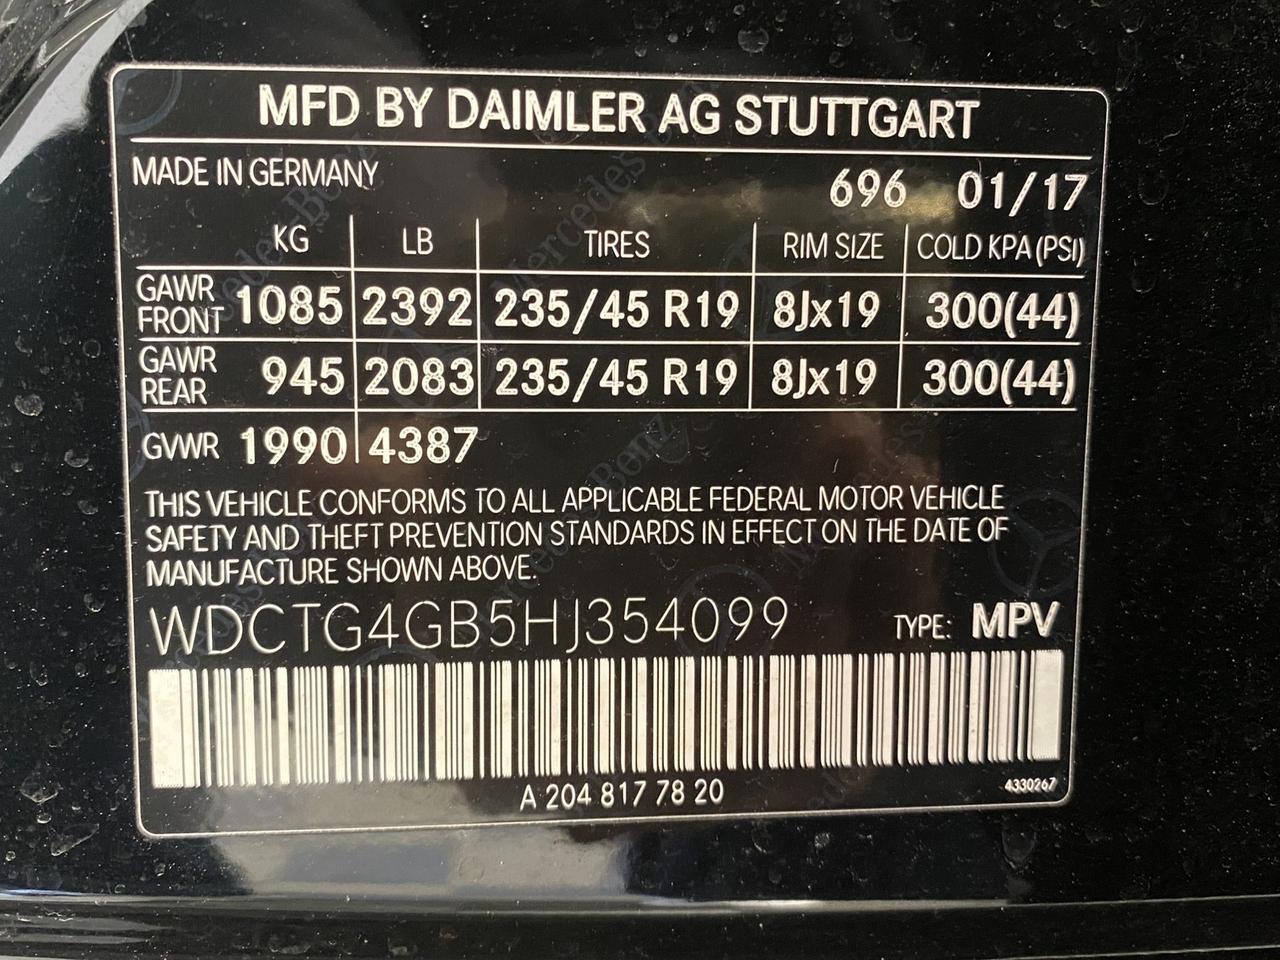 MFD BY DAIMLER AG STUTTGART
MADE IN GERMANY 696 01/17
KG LB TIRES RIM SIZE COLD KPA (PSI)
GAWR FRONT 1085 2392 235/45 R19 8Jx19 300(44)
GAWR REAR 945 2083 235/45 R19 8Jx19 300(44)
GVWR 1990 4387
THIS VEHICLE CONFORMS TO ALL APPLICABLE FEDERAL MOTOR VEHICLE
SAFETY AND THEFT PREVENTION STANDARDS IN EFFECT ON THE DATE OF
MANUFACTURE SHOWN ABOVE.
WDCTG4GB5HJ354099 TYPE: MPV
A 204 817 78 20 4330267